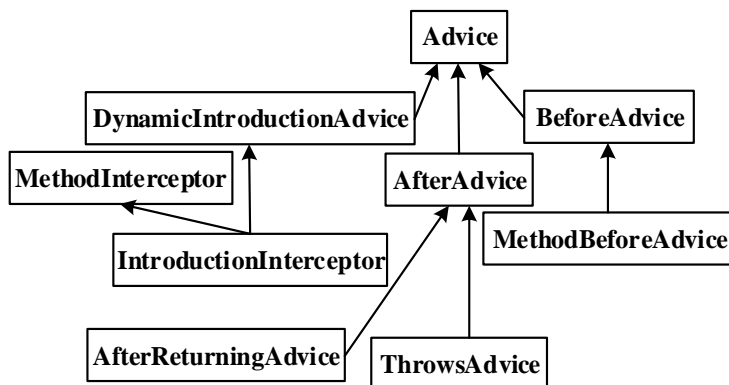 Advice
DynamicIntroductionAdvice
BeforeAdvice
MethodInterceptor
AfterAdvice
MethodBeforeAdvice
IntroductionInterceptor
AfterReturningAdvice
ThrowsAdvice